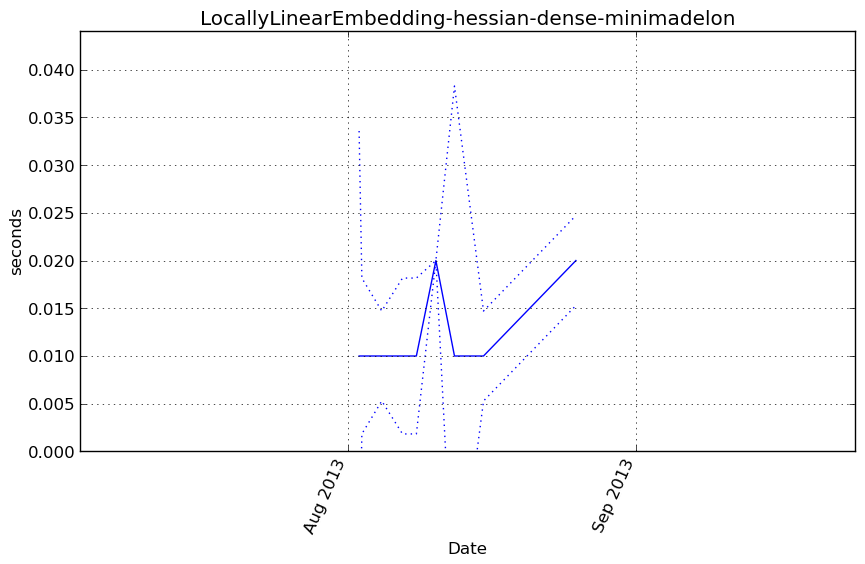 LocallyLinearEmbedding-hessian-dense-minimadelon
0.040
0.035
0.030
0.025
0.020
0.015
0.010
0.005
0.000
seconds
Aug 2013
Sep 2013
Date